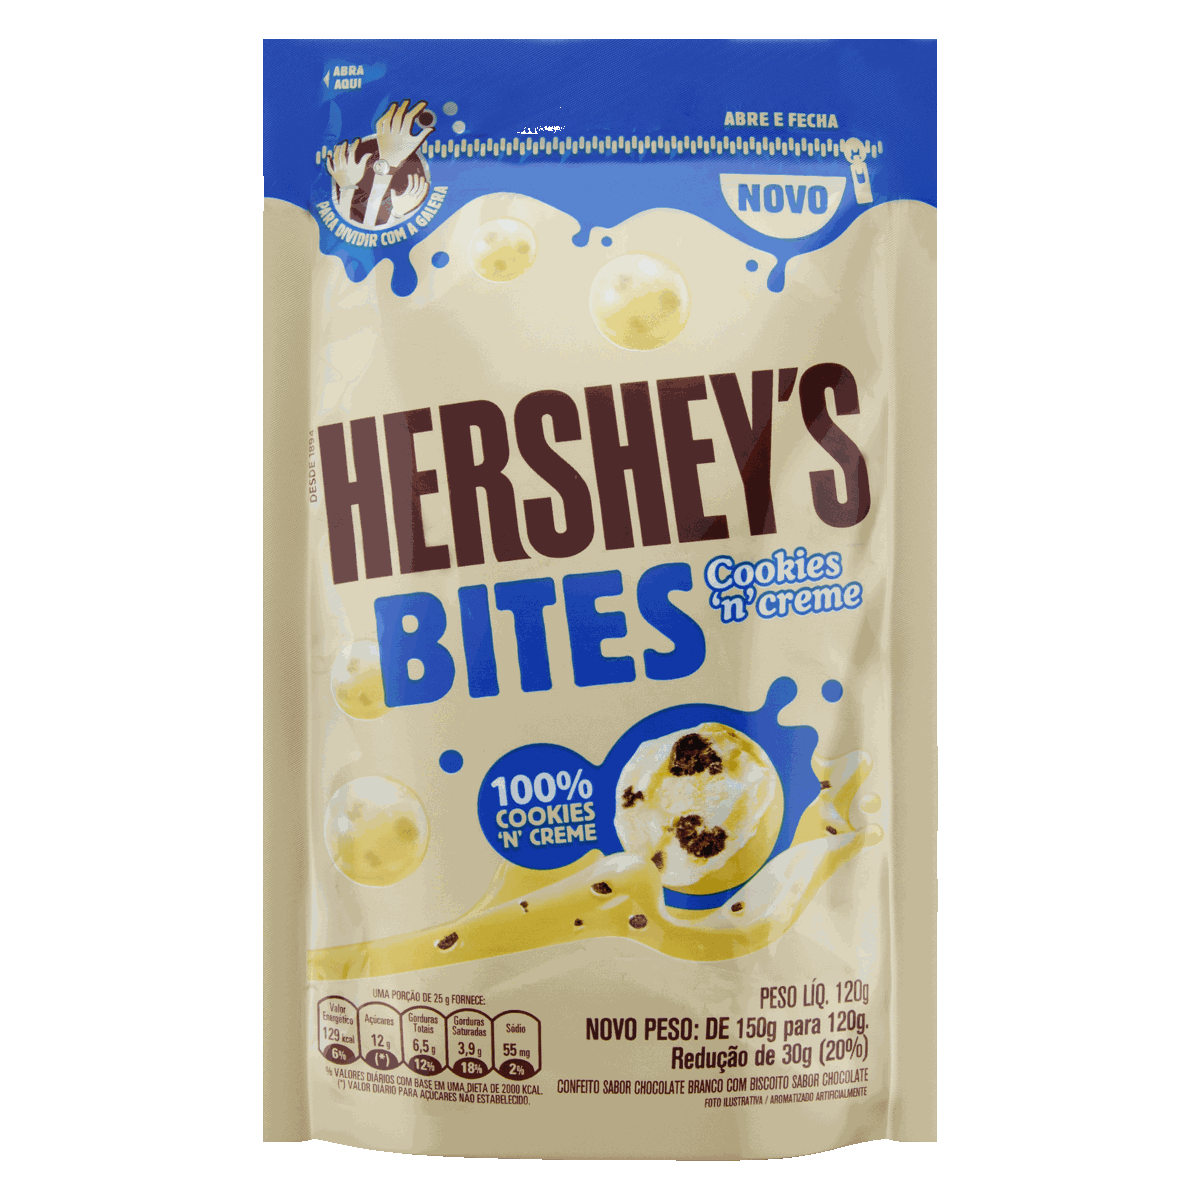 ABRA
AQUI
ABRE E FECHA
NOVO
PARA DIVIDIR COM A GALERA
DESDE 1894
HERSHEY'S
BITES
Cookies
'n' creme
100%
COOKIES
'N' CREME
UMA PORÇÃO DE 25 g FORNECE:
Valor
Energético
129 kcal
6%
Açúcares
12 g
(*)
Gorduras
Totais
6,5 g
12%
Gorduras
Saturadas
3,9 g
18%
Sódio
55 mg
2%
% VALORES DIÁRIOS COM BASE EM UMA DIETA DE 2000 KCAL.
(*) VALOR DIÁRIO PARA AÇÚCARES NÃO ESTABELECIDO.
PESO LÍQ. 120g
NOVO PESO: DE 150g para 120g.
Redução de 30g (20%)
CONFEITO SABOR CHOCOLATE BRANCO COM BISCOITO SABOR CHOCOLATE
FOTO ILUSTRATIVA / AROMATIZADO ARTIFICIALMENTE